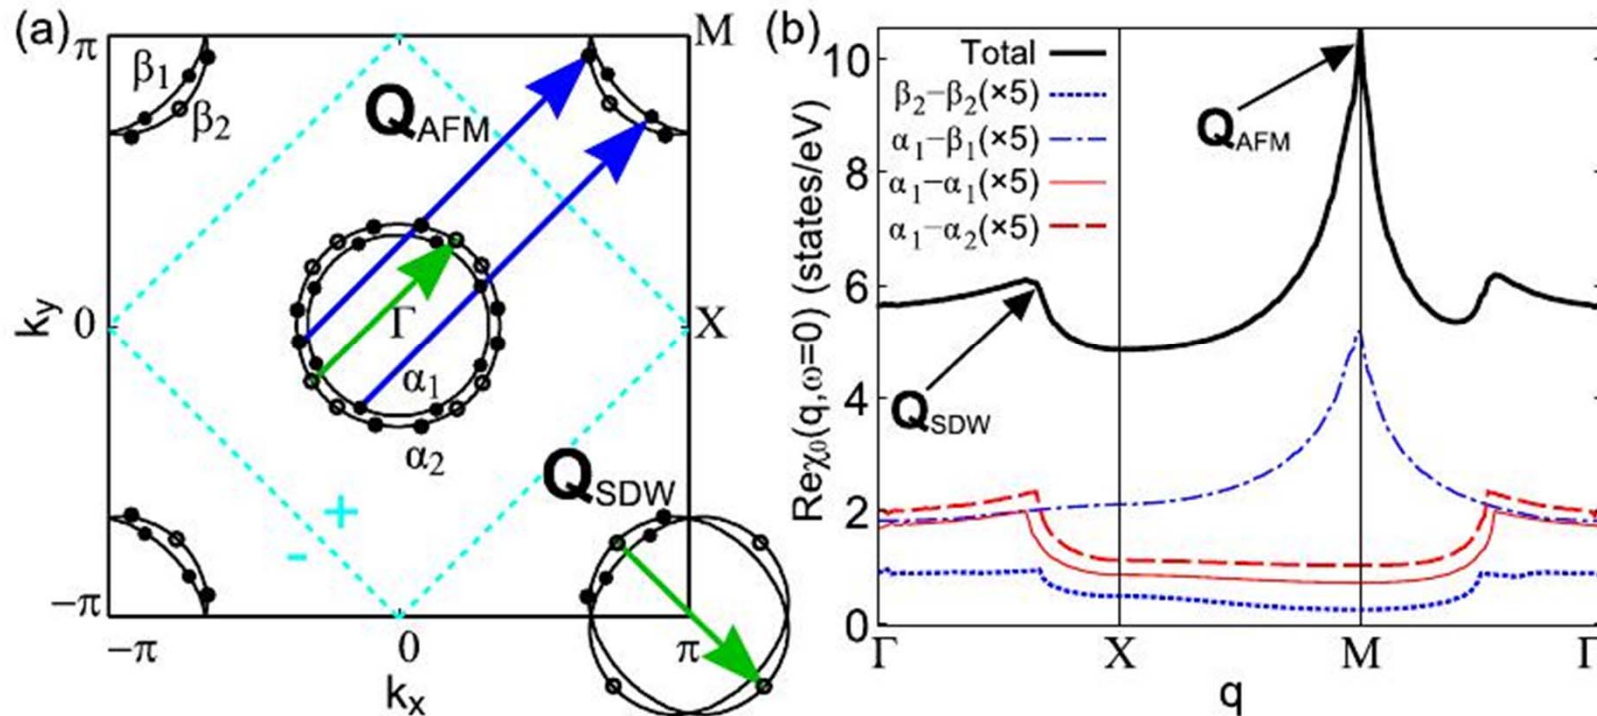 (a)
π
M
β1
β2
QAFM
ky
0
Γ
X
α1
α2
QSDW
+
-
−π
−π
0
π
kx
(b)
10
8
6
4
2
0
Reχ0(q,ω=0) (states/eV)
Total
β2−β2(×5)
α1−β1(×5)
α1−α1(×5)
α1−α2(×5)
QAFM
QSDW
Γ
X
M
Γ
q